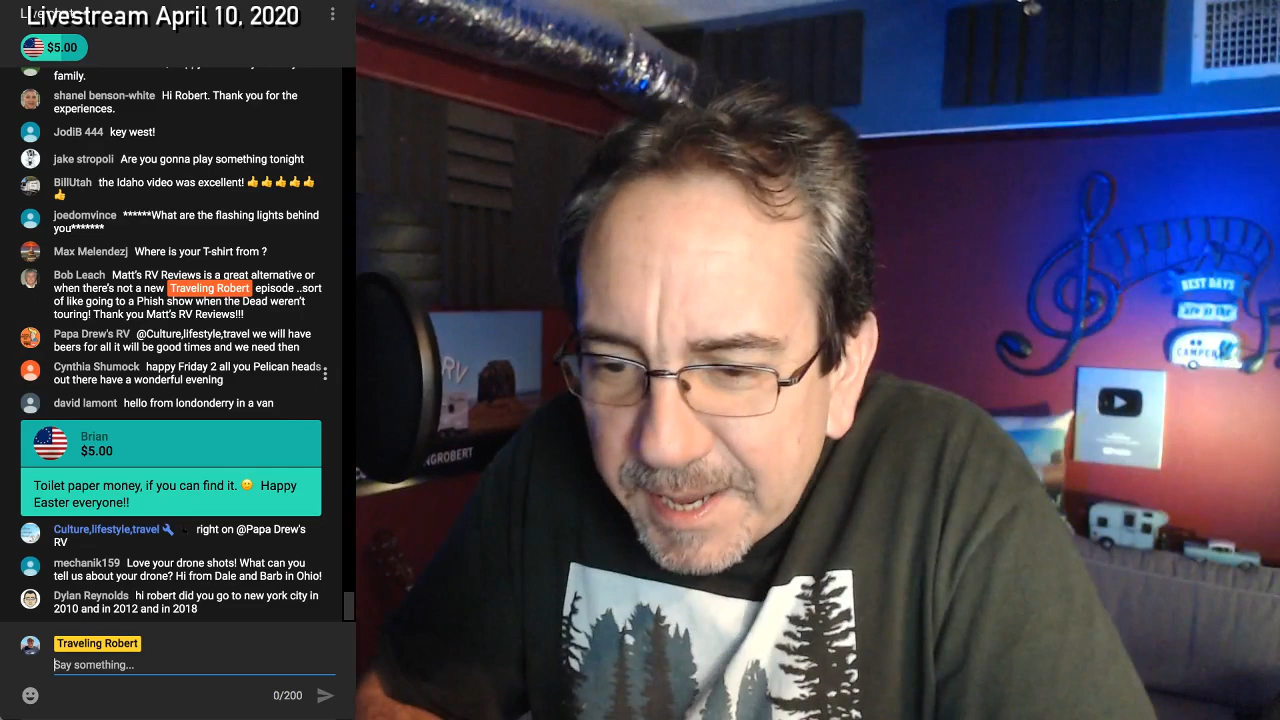 Livestream April 10, 2020
$5.00
family.
shanel benson-white Hi Robert. Thank you for the
experiences.
JodiB 444 key west!
jake stropoli Are you gonna play something tonight
BillUtah the Idaho video was excellent! 👍👍👍👍👍
👍
joedomvince ******What are the flashing lights behind
you*******
Max Melendezj Where is your T-shirt from ?
Bob Leach Matt's RV Reviews is a great alternative or
when there's not a new Traveling Robert episode ..sort
of like going to a Phish show when the Dead weren't
touring! Thank you Matt's RV Reviews!!!
Papa Drew's RV @Culture,lifestyle,travel we will have
beers for all it will be good times and we need then
Cynthia Shumock happy Friday 2 all you Pelican heads
out there have a wonderful evening
david lamont hello from londonderry in a van
Brian
$5.00
Toilet paper money, if you can find it. 🙂 Happy
Easter everyone!!
Culture,lifestyle,travel right on @Papa Drew's
RV
mechanik159 Love your drone shots! What can you
tell us about your drone? Hi from Dale and Barb in Ohio!
Dylan Reynolds hi robert did you go to new york city in
2010 and in 2012 and in 2018
Traveling Robert
Say something...
0/200
RV
NGROBERT
BEST DAYS
are at the
CAMPER